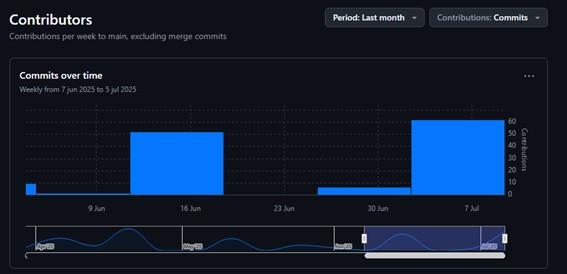 Contributors
Period: Last month
Contributions: Commits
Contributions per week to main, excluding merge commits
Commits over time
Weekly from 7 jun 2025 to 5 jul 2025
60
50
40
30
20
10
0
Contributions
9 Jun
16 Jun
23 Jun
30 Jun
7 Jul
Apr '25
May '25
Jun '25
Jul '25